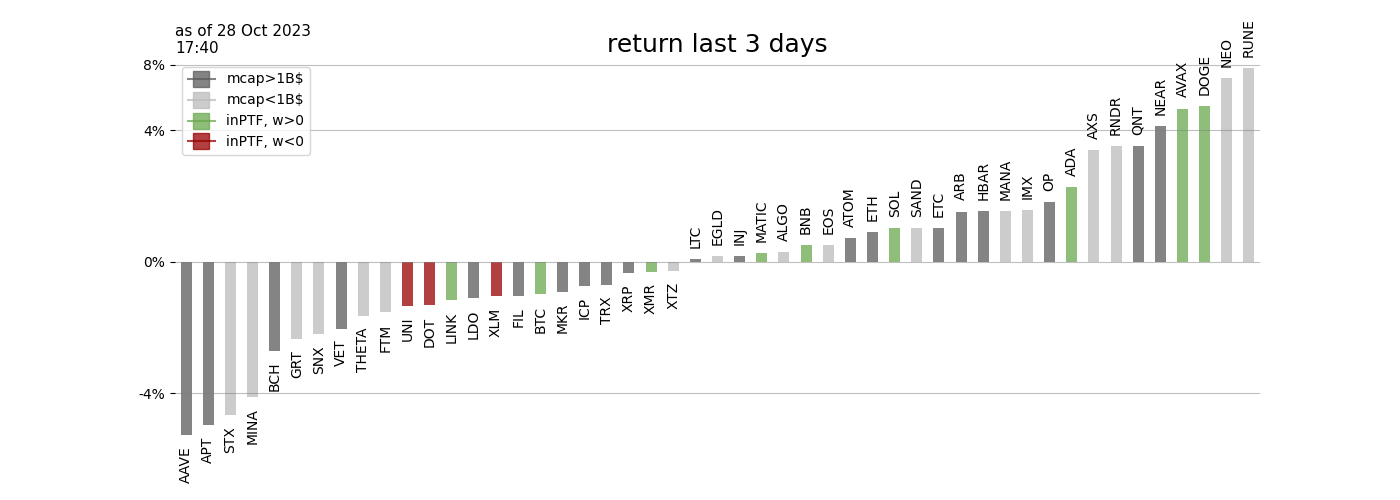 as of 28 Oct 2023
17:40
return last 3 days
8%
4%
0%
-4%
mcap>1B$
mcap<1B$
inPTF, w>0
inPTF, w<0
AAVE
APT
STX
MINA
BCH
GRT
SNX
VET
THETA
FTM
UNI
DOT
LINK
LDO
XLM
FIL
BTC
MKR
ICP
TRX
XRP
XMR
XTZ
LTC
EGLD
INJ
MATIC
ALGO
BNB
EOS
ATOM
ETH
SOL
SAND
ETC
ARB
HBAR
MANA
IMX
OP
ADA
AXS
RNDR
QNT
NEAR
AVAX
DOGE
NEO
RUNE